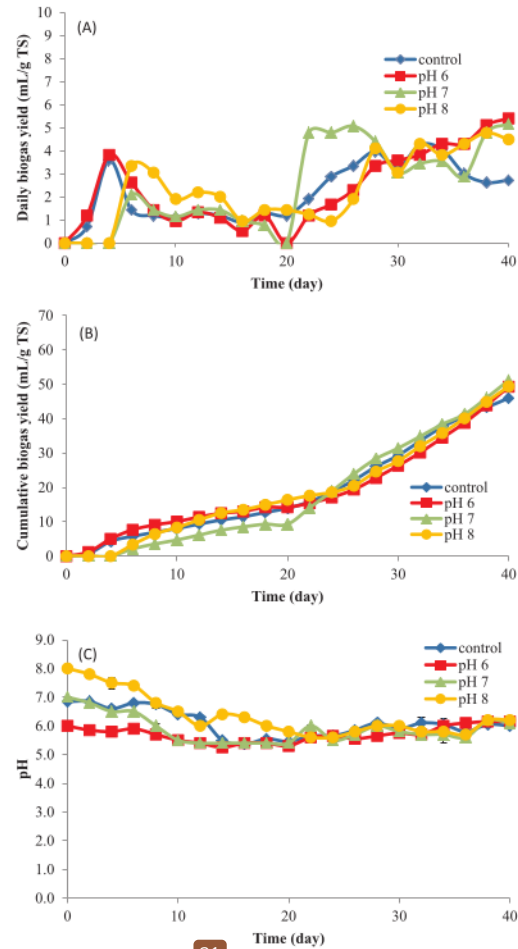 (A)
Daily biogas yield (mL/g TS)
10
9
8
7
6
5
4
3
2
1
0
control
pH 6
pH 7
pH 8
0 10 20 30 40
Time (day)
(B)
Cumulative biogas yield (mL/g TS)
70
60
50
40
30
20
10
0
control
pH 6
pH 7
pH 8
0 10 20 30 40
Time (day)
(C)
pH
9.0
8.0
7.0
6.0
5.0
4.0
3.0
2.0
1.0
0.0
control
pH 6
pH 7
pH 8
0 10 20 30 40
Time (day)